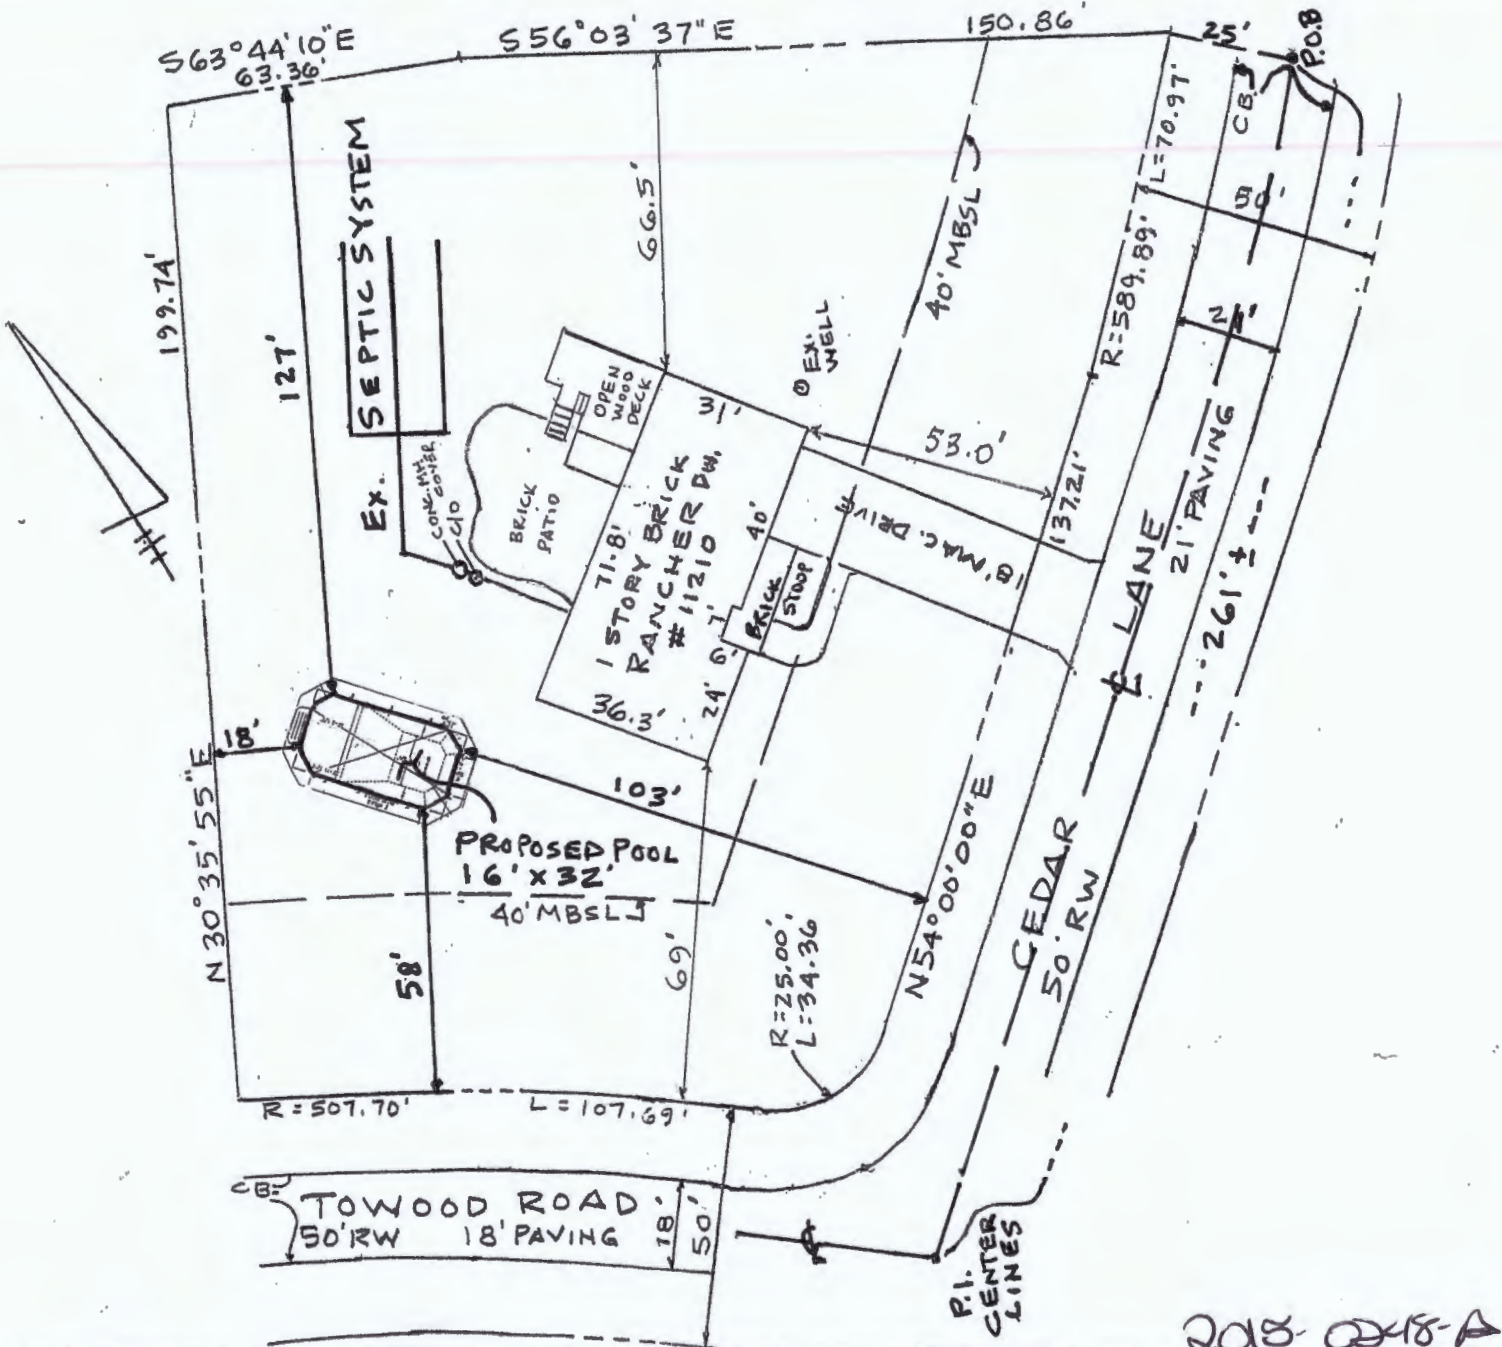 S63°44'10"E
63.36'
S56°03'37"E
150.86'
25'
P.O.B
CB
L=70.97'
R=589.89'
50'
199.74'
127'
SEPTIC SYSTEM
EX.
66.5'
40' MBSL
EX.
WELL
21'
OPEN
WOOD
DECK
31'
53.0'
137.21'
CONC. MH
COVER
C/O
BRICK
PATIO
71.8'
1 STORY BRICK
RANCHER DW.
# 11210
40'
18' MAC. DRIVE
BRICK
STOOP
7'
6'
24'
36.3'
LANE
21' PAVING
261' ±
18'
103'
PROPOSED POOL
16' X 32'
40' MBSL
N30°35'55"E
58'
69'
R=25.00'
L=34.36
N54°00'00"E
CEDAR
50' RW
R=507.70'
L=107.69'
CB
TOWOOD ROAD
50' RW 18' PAVING
18'
50'
P.I.
CENTER
LINES
2018-0248-A